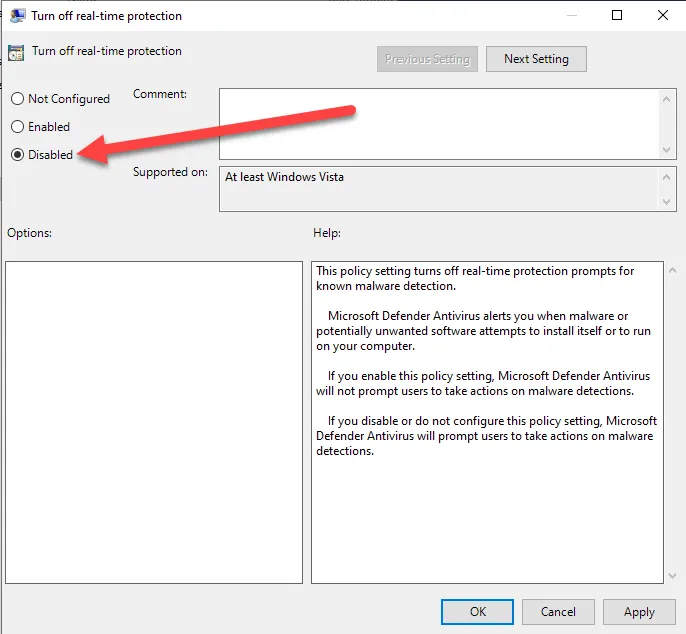 Turn off real-time protection
Turn off real-time protection
Previous Setting
Next Setting
Not Configured
Comment:
Enabled
Disabled
Supported on:
At least Windows Vista
Options:
Help:
This policy setting turns off real-time protection prompts for
known malware detection.
Microsoft Defender Antivirus alerts you when malware or
potentially unwanted software attempts to install itself or to run
on your computer.
If you enable this policy setting, Microsoft Defender Antivirus
will not prompt users to take actions on malware detections.
If you disable or do not configure this policy setting, Microsoft
Defender Antivirus will prompt users to take actions on malware
detections.
OK
Cancel
Apply